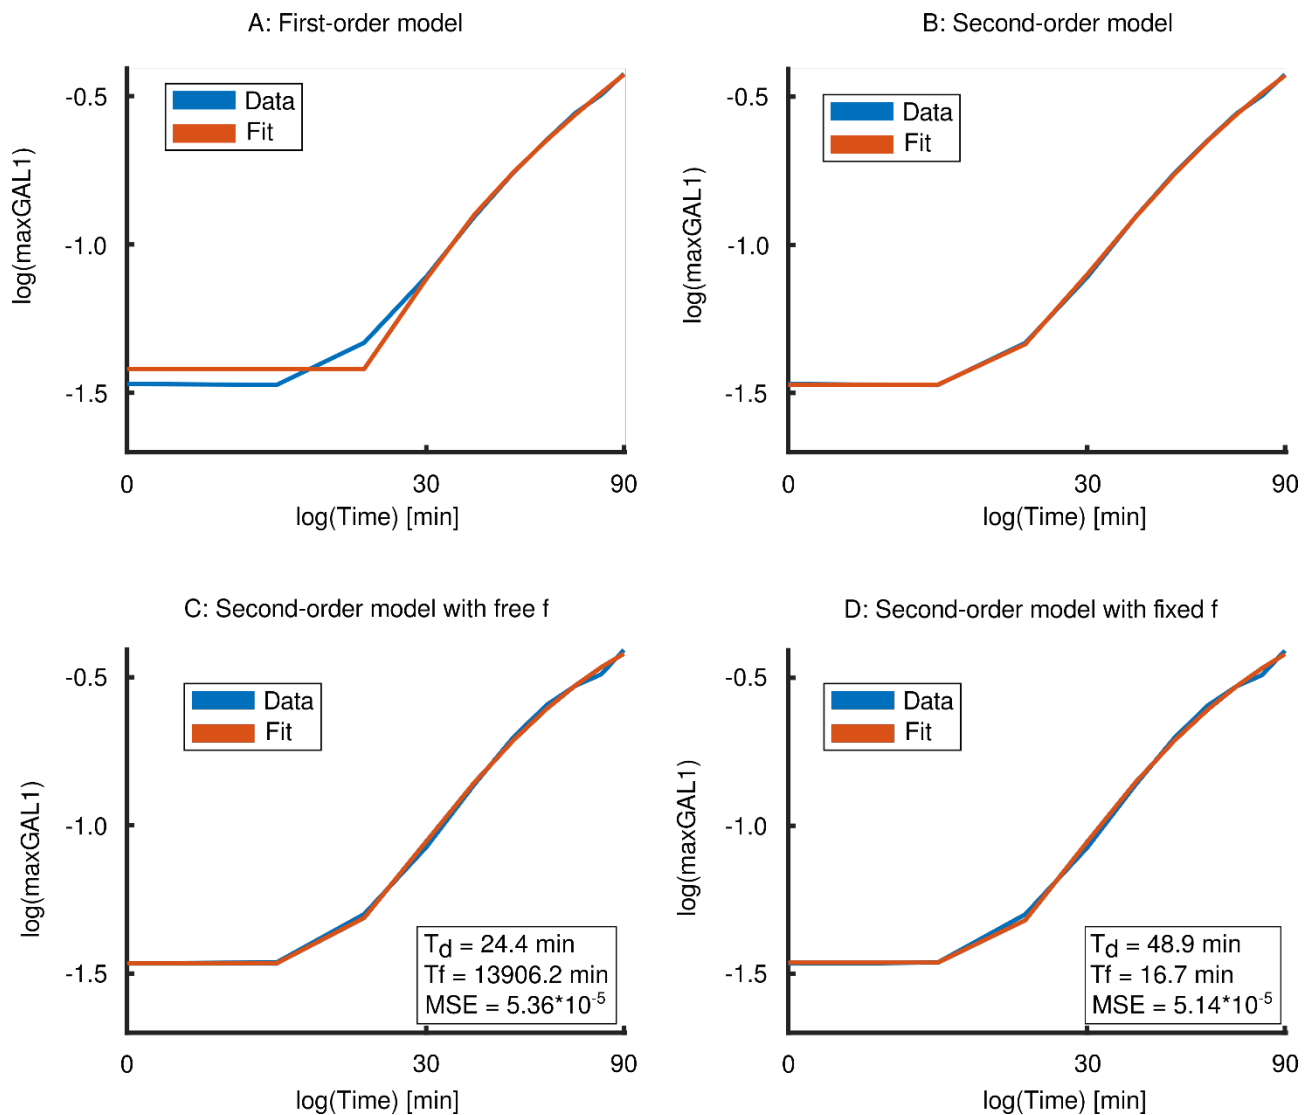 A: First-order model
-0.5
-1.0
-1.5
log(maxGAL1)
Data
Fit
0
30
90
log(Time) [min]
B: Second-order model
-0.5
-1.0
-1.5
log(maxGAL1)
Data
Fit
0
30
90
log(Time) [min]
C: Second-order model with free f
-0.5
-1.0
-1.5
log(maxGAL1)
Data
Fit
Td = 24.4 min
Tf = 13906.2 min
MSE = 5.36*10-5
0
30
90
log(Time) [min]
D: Second-order model with fixed f
-0.5
-1.0
-1.5
log(maxGAL1)
Data
Fit
Td = 48.9 min
Tf = 16.7 min
MSE = 5.14*10-5
0
30
90
log(Time) [min]